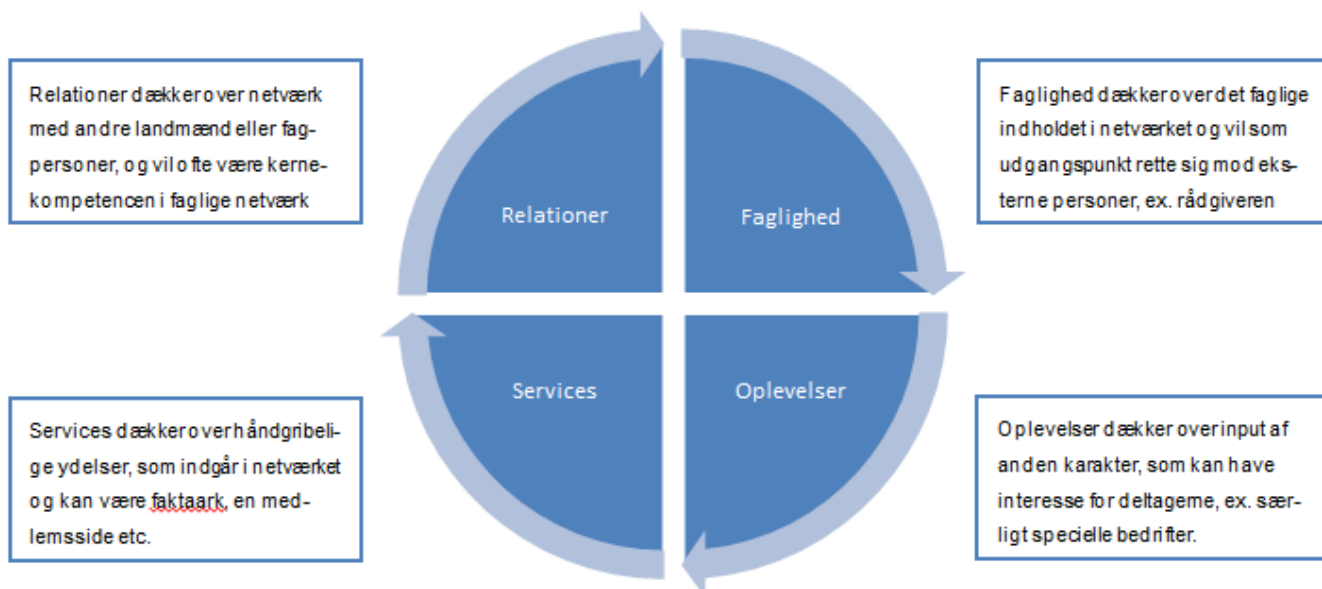 Relationer dækker over netværk
med andre landmænd eller fag-
personer, og vil ofte være kerne-
kompetencen i faglige netværk
Faglighed dækker over det faglige
indholdet i netværket og vil som
udgangspunkt rette sig mod eks-
terne personer, ex. rådgiveren
Relationer
Faglighed
Services
Oplevelser
Services dækker over håndgribeli-
ge ydelser, som indgår i netværket
og kan være faktaark, en med-
lemsside etc.
Oplevelser dækker over input af
anden karakter, som kan have
interesse for deltagerne, ex. sær-
ligt specielle bedrifter.